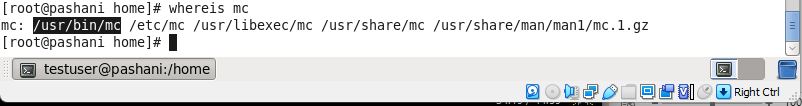 [root@pashani home]# whereis mc
mc: /usr/bin/mc /etc/mc /usr/libexec/mc /usr/share/mc /usr/share/man/man1/mc.1.gz
[root@pashani home]#
testuser@pashani:/home
Right Ctrl